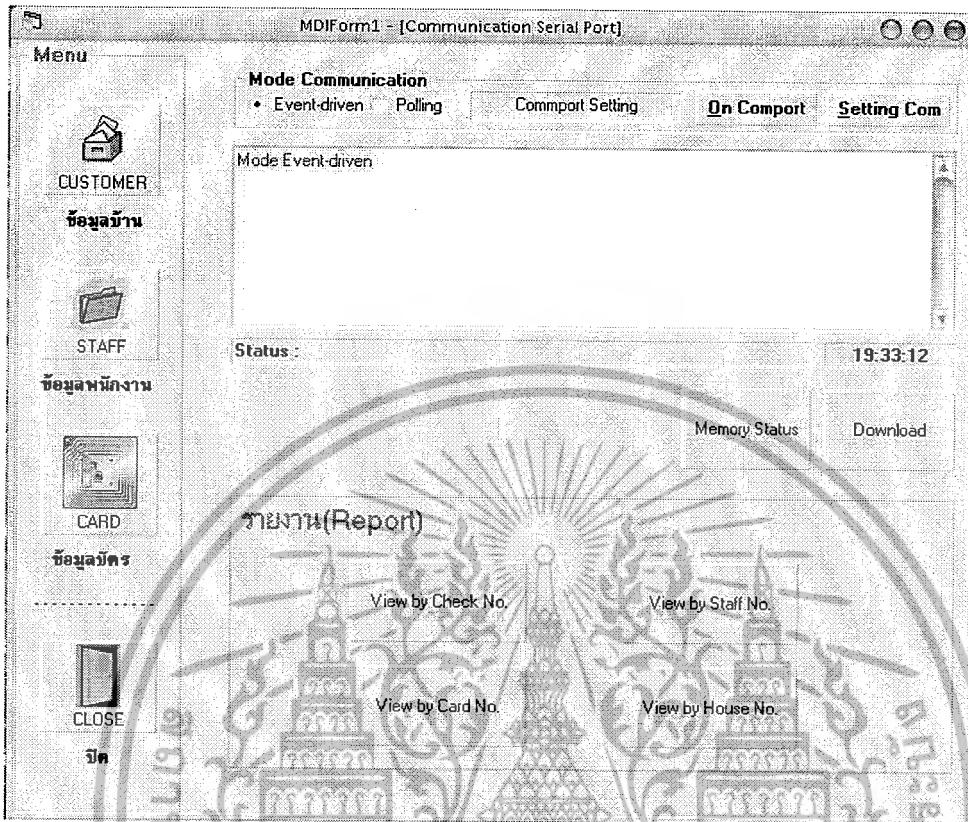 MDIForm1 - [Communication Serial Port]
Menu
CUSTOMER
ข้อมูลบ้าน
STAFF
ข้อมูลพนักงาน
CARD
ข้อมูลบัตร
CLOSE
ปิด
Mode Communication
Event-driven Polling Commport Setting On Comport Setting Com
Mode Event-driven
Status : 19:33:12
Memory Status Download
รายงาน(Report)
View by Check No. View by Staff No.
View by Card No. View by House No.